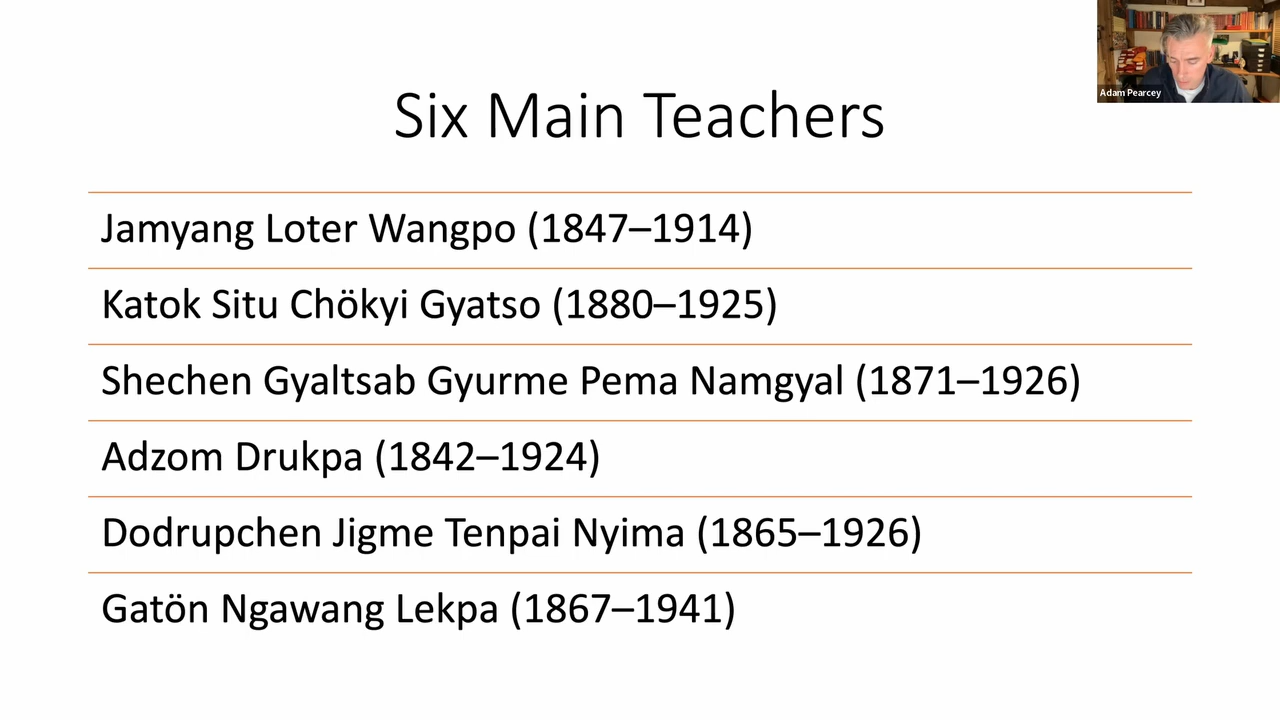 Adam Pearcey
Six Main Teachers
Jamyang Loter Wangpo (1847–1914)
Katok Situ Chökyi Gyatso (1880–1925)
Shechen Gyaltsab Gyurme Pema Namgyal (1871–1926)
Adzom Drukpa (1842–1924)
Dodrupchen Jigme Tenpai Nyima (1865–1926)
Gatön Ngawang Lekpa (1867–1941)